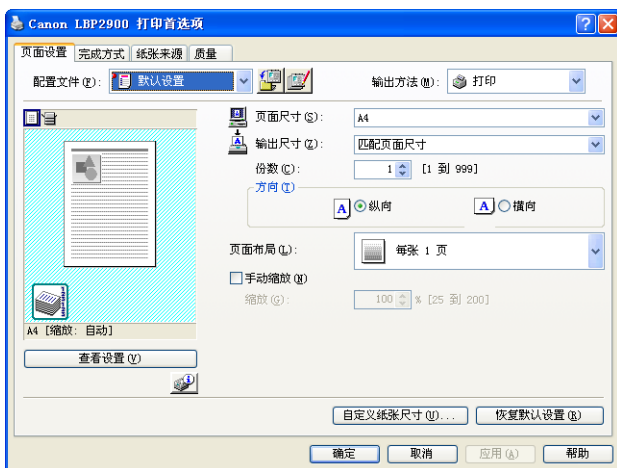 Canon LBP2900 打印首选项
页面设置 完成方式 纸张来源 质量
配置文件(F): 默认设置 输出方法(M): 打印
页面尺寸(S): A4
输出尺寸(Z): 匹配页面尺寸
份数(C): 1 [1 到 999]
方向(I)
A 纵向 A 横向
页面布局(L): 每张 1 页
手动缩放(N)
缩放(G): 100 % [25 到 200]
A4 [缩放: 自动]
查看设置(V)
自定义纸张尺寸(U)... 恢复默认设置(R)
确定 取消 应用(A) 帮助